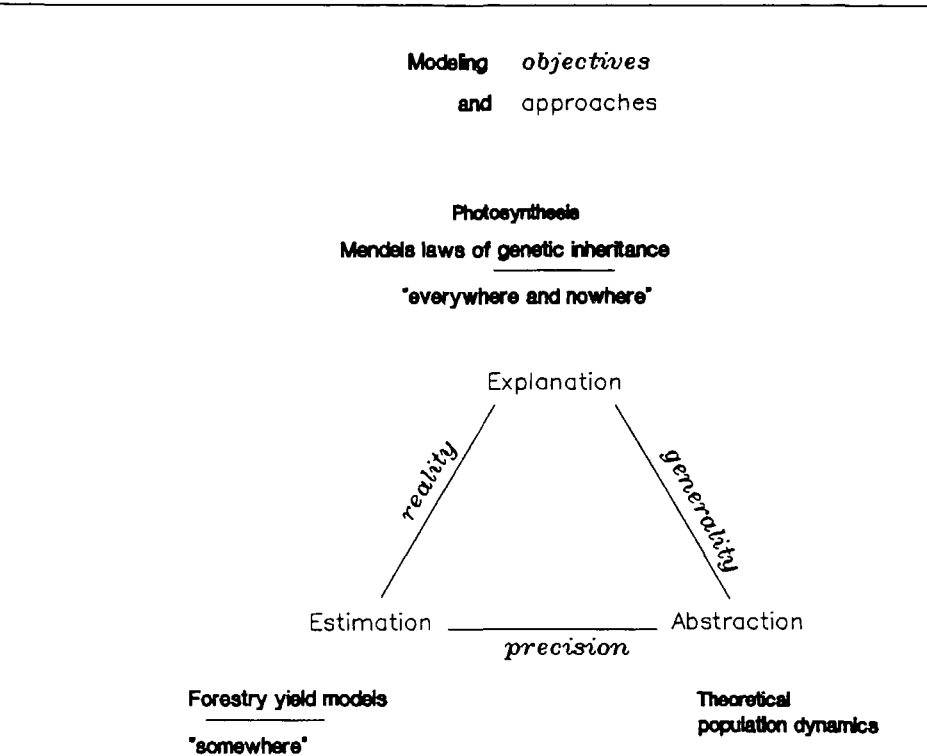 Modeling objectives
and approaches
Photosynthesis
Mendels laws of genetic inheritance
"everywhere and nowhere"
Explanation
reality
generality
Estimation
Abstraction
precision
Forestry yield models
"somewhere"
Theoretical
population dynamics